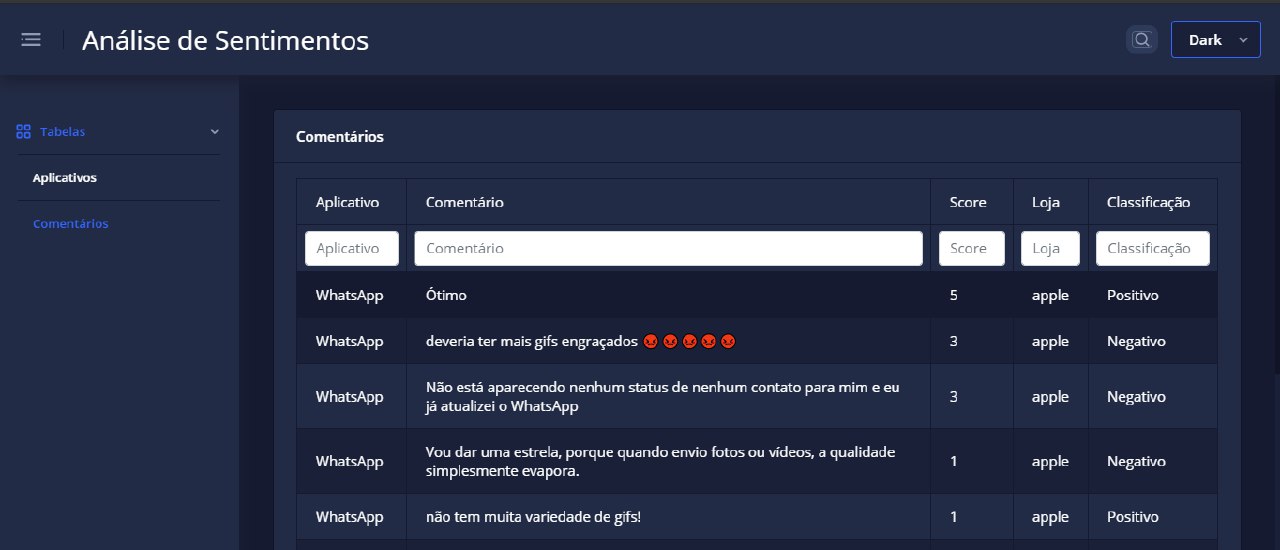 Análise de Sentimentos
Dark
Tabelas
Aplicativos
Comentários
Comentários
Aplicativo Comentário Score Loja Classificação
Aplicativo Comentário Score Loja Classificação
WhatsApp Ótimo 5 apple Positivo
WhatsApp deveria ter mais gifs engraçados 😡😡😡😡😡 3 apple Negativo
WhatsApp Não está aparecendo nenhum status de nenhum contato para mim e eu
já atualizei o WhatsApp 3 apple Negativo
WhatsApp Vou dar uma estrela, porque quando envio fotos ou vídeos, a qualidade
simplesmente evapora. 1 apple Negativo
WhatsApp não tem muita variedade de gifs! 1 apple Positivo